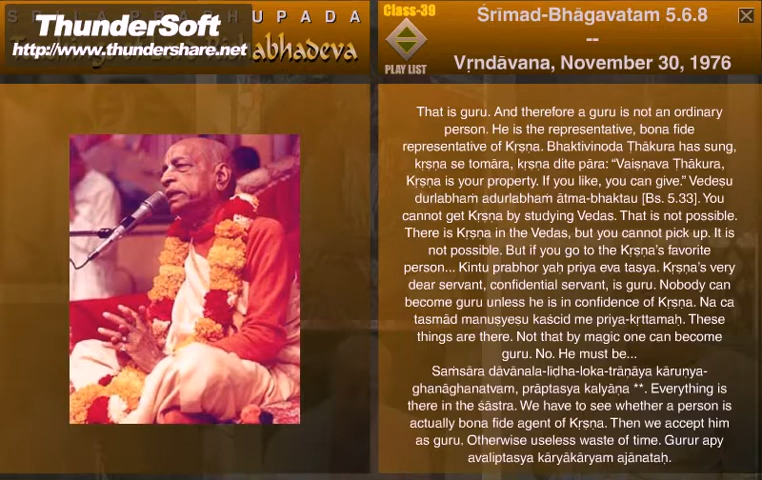 SRILA PRABHUPADA
ThunderSoft
http://www.thundershare.net
abhadeva
Class-39
PLAY LIST
Śrīmad-Bhāgavatam 5.6.8
--
Vṛndāvana, November 30, 1976
That is guru. And therefore a guru is not an ordinary
person. He is the representative, bona fide
representative of Kṛṣṇa. Bhaktivinoda Ṭhākura has sung,
kṛṣṇa se tomāra, kṛṣṇa dite pāra: “Vaiṣṇava Ṭhākura,
Kṛṣṇa is your property. If you like, you can give.” Vedeṣu
durlabhaṁ adurlabhaṁ ātma-bhaktau [Bs. 5.33]. You
cannot get Kṛṣṇa by studying Vedas. That is not possible.
There is Kṛṣṇa in the Vedas, but you cannot pick up. It is
not possible. But if you go to the Kṛṣṇa's favorite
person... Kintu prabhor yaḥ priya eva tasya. Kṛṣṇa's very
dear servant, confidential servant, is guru. Nobody can
become guru unless he is in confidence of Kṛṣṇa. Na ca
tasmād manuṣyeṣu kaścid me priya-kṛttamaḥ. These
things are there. Not that by magic one can become
guru. No. He must be...
Saṁsāra dāvānala-līḍha-loka-trāṇāya kāruṇya-
ghanāghanatvam, prāptasya kalyāṇa **. Everything is
there in the śāstra. We have to see whether a person is
actually bona fide agent of Kṛṣṇa. Then we accept him
as guru. Otherwise useless waste of time. Gurur apy
avaliptasya kāryākāryam ajānataḥ.